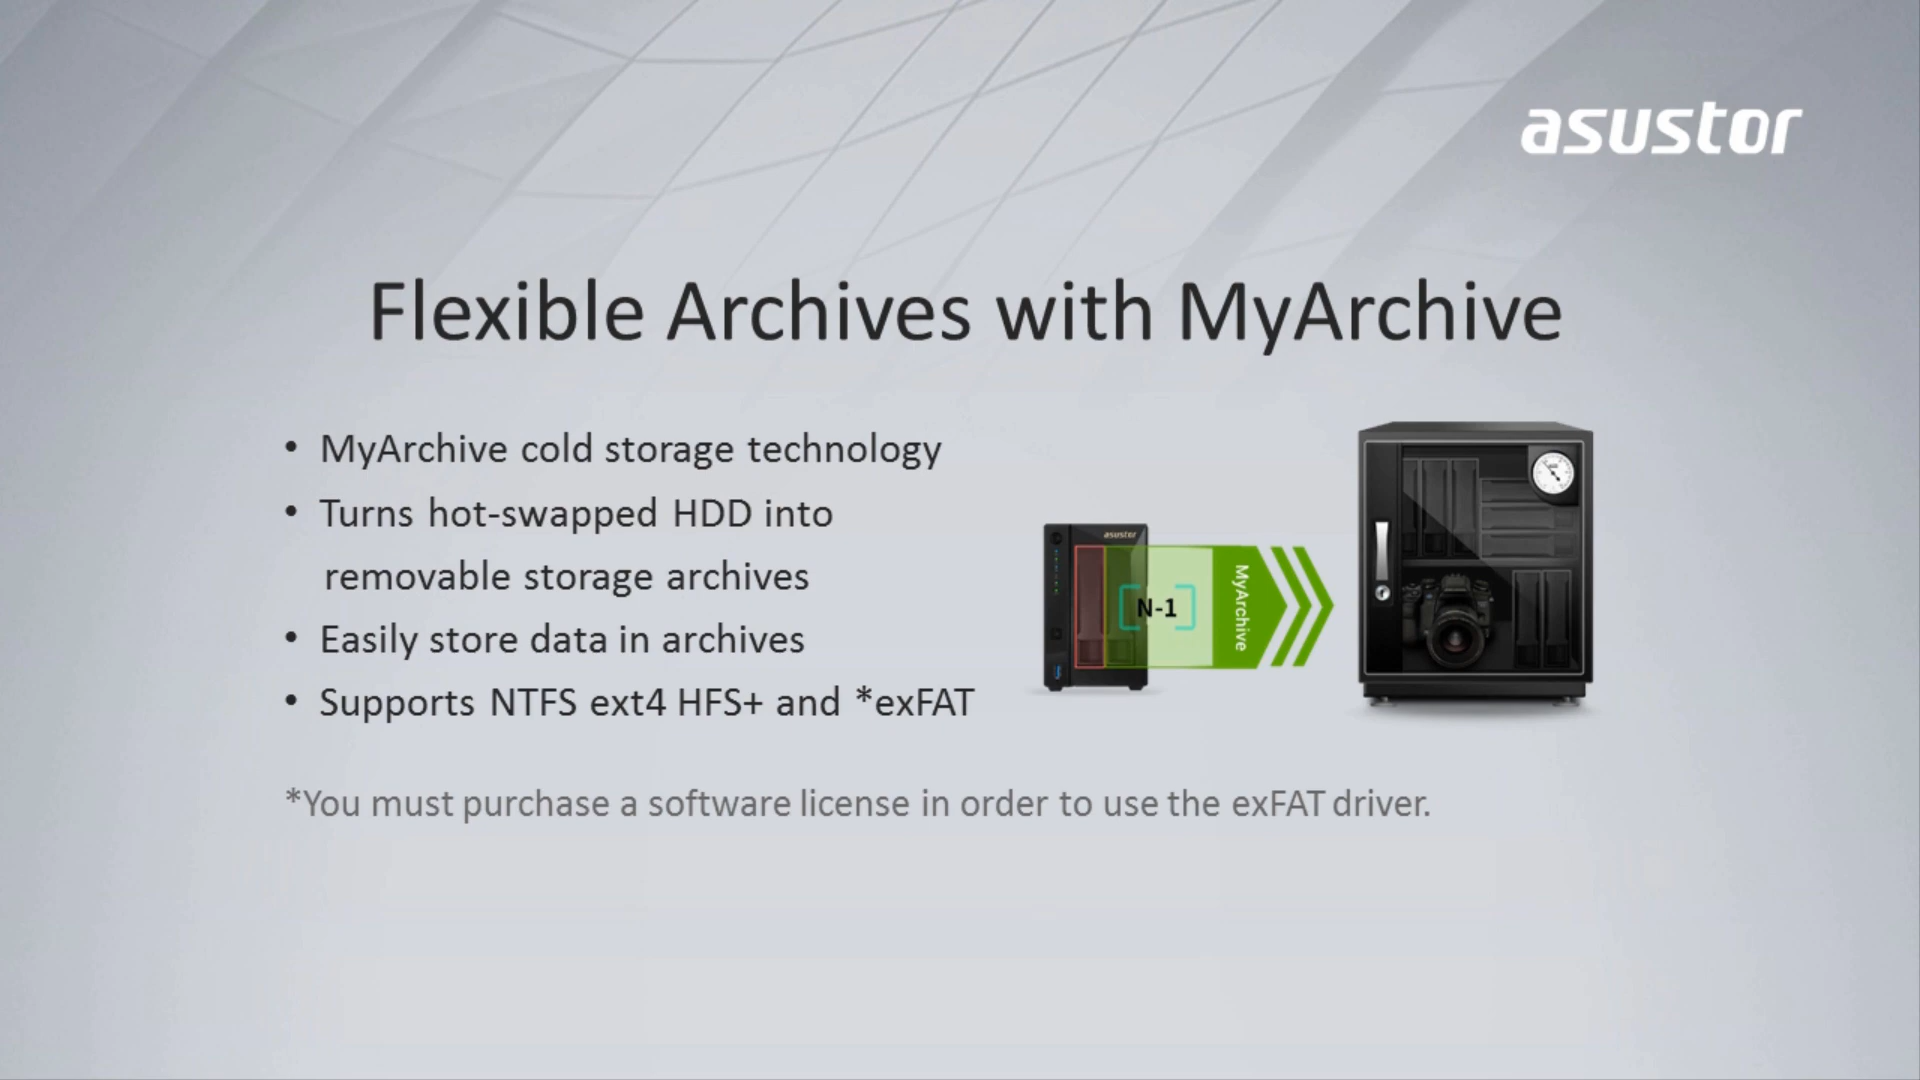 asustor
Flexible Archives with MyArchive
• MyArchive cold storage technology
• Turns hot-swapped HDD into
removable storage archives
• Easily store data in archives
• Supports NTFS ext4 HFS+ and *exFAT
asustor
N-1
MyArchive
*You must purchase a software license in order to use the exFAT driver.